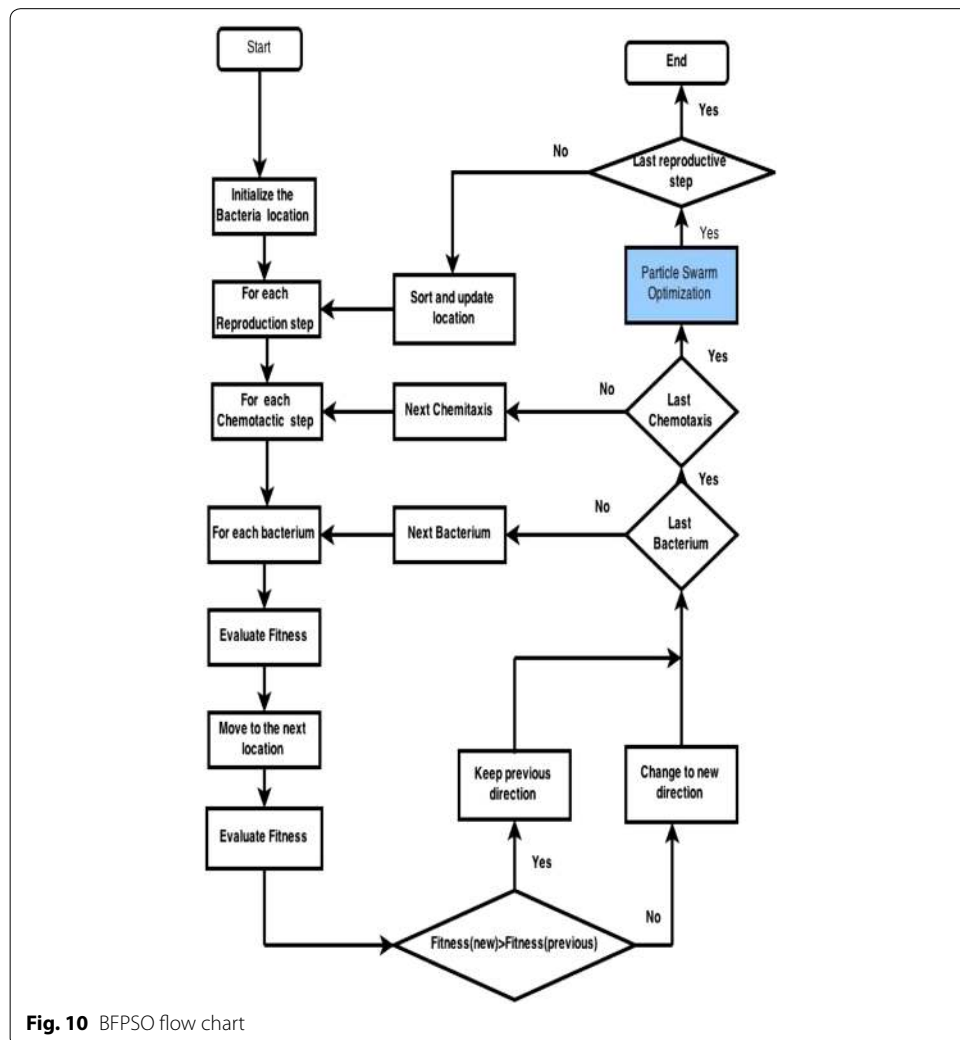 Start
End
Yes
No
Last reproductive
step
Initialize the
Bacteria location
Yes
Particle Swarm
Optimization
For each
Reproduction step
Sort and update
location
Yes
No
For each
Chemotactic step
Next Chemitaxis
Last
Chemotaxis
Yes
No
For each bacterium
Next Bacterium
Last
Bacterium
Evaluate Fitness
Move to the next
location
Keep previous
direction
Change to new
direction
Evaluate Fitness
Yes
No
Fitness(new)>Fitness(previous)
Fig. 10 BFPSO flow chart